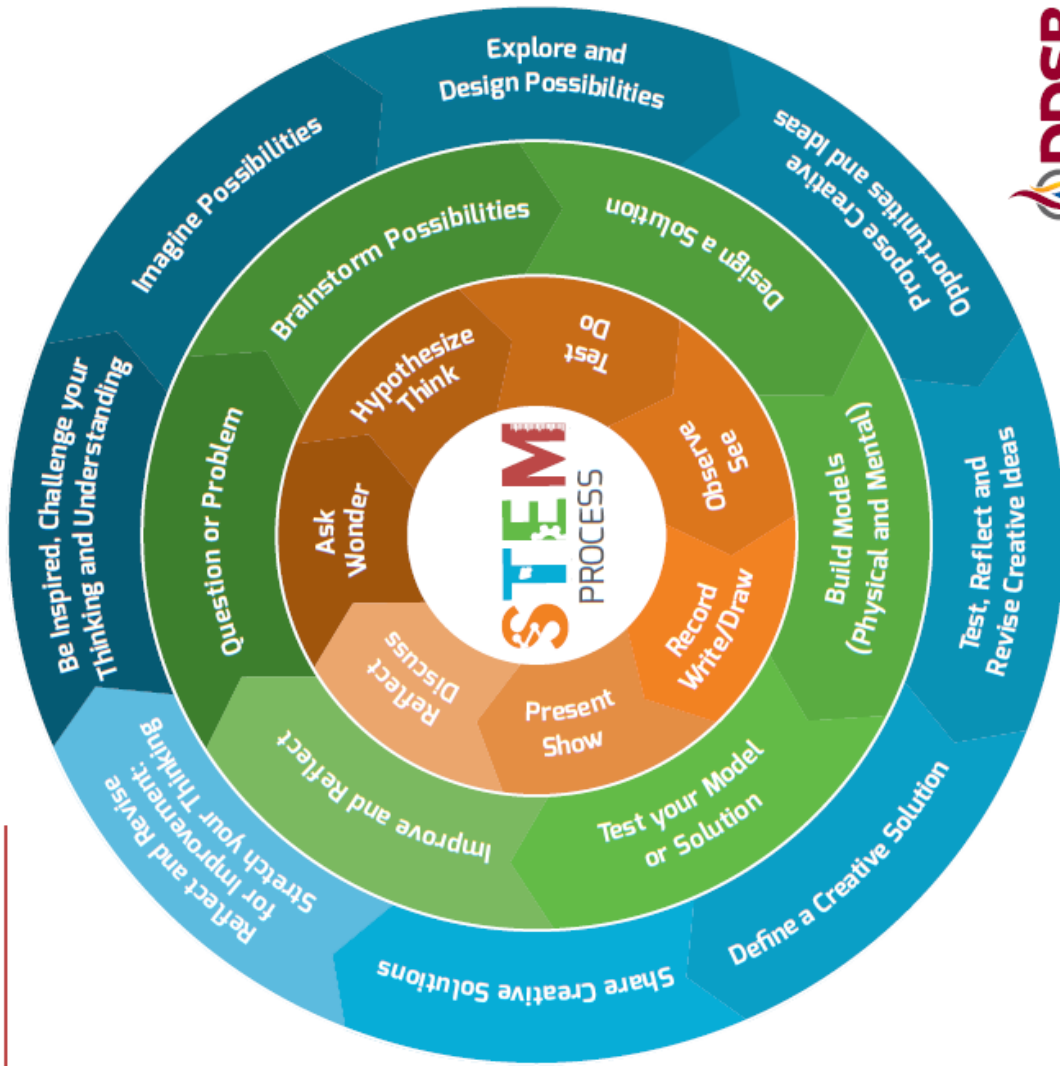 Be Inspired, Challenge your
Thinking and Understanding
Imagine Possibilities
Explore and
Design Possibilities
Propose Creative
Opportunities and Ideas
Test, Reflect and
Revise Creative Ideas
Define a Creative Solution
Share Creative Solutions
Reflect and Revise
for Improvement:
Stretch your Thinking
Question or Problem
Brainstorm Possibilities
Design a Solution
Build Models
(Physical and Mental)
Test your Model
or Solution
Improve and Reflect
Ask
Wonder
Hypothesize
Think
Test
Do
See
Observe
Record
Write/Draw
Present
Show
Reflect
Discuss
STEM
PROCESS
DDSB